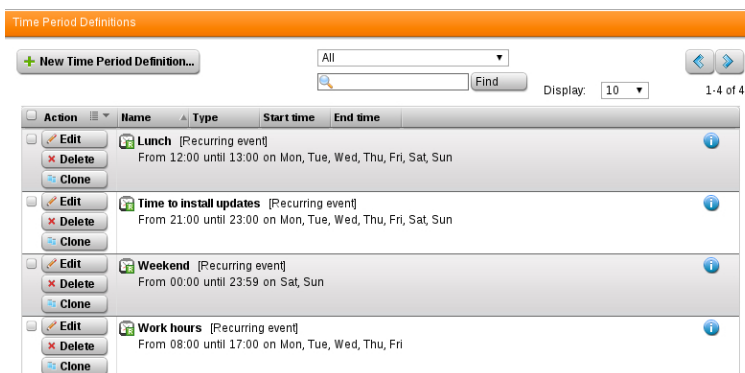 Time Period Definitions
New Time Period Definition...
All
Find
Display: 10
1-4 of 4
Action Name Type Start time End time
Edit
Delete
Clone
Lunch [Recurring event]
From 12:00 until 13:00 on Mon, Tue, Wed, Thu, Fri, Sat, Sun
Edit
Delete
Clone
Time to install updates [Recurring event]
From 21:00 until 23:00 on Mon, Tue, Wed, Thu, Fri, Sat, Sun
Edit
Delete
Clone
Weekend [Recurring event]
From 00:00 until 23:59 on Sat, Sun
Edit
Delete
Clone
Work hours [Recurring event]
From 08:00 until 17:00 on Mon, Tue, Wed, Thu, Fri